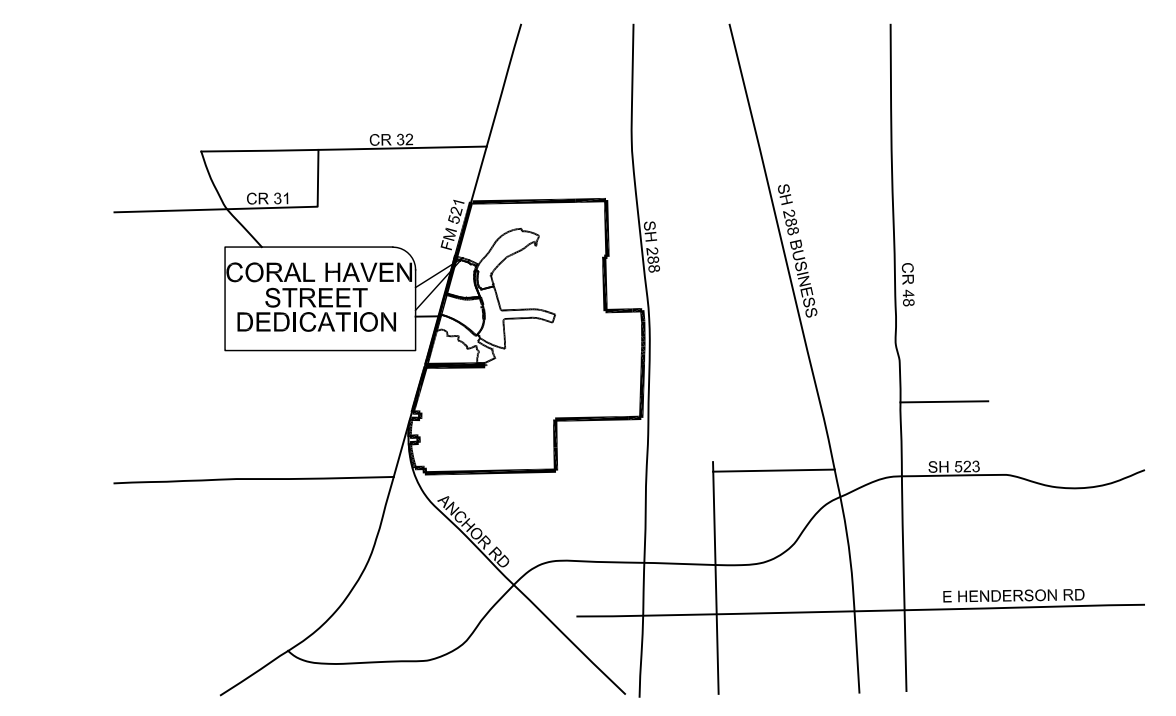 CR 32
CR 31
FM 521
SH 288
SH 288 BUSINESS
CR 48
CORAL HAVEN
STREET
DEDICATION
SH 523
ANCHOR RD
E HENDERSON RD